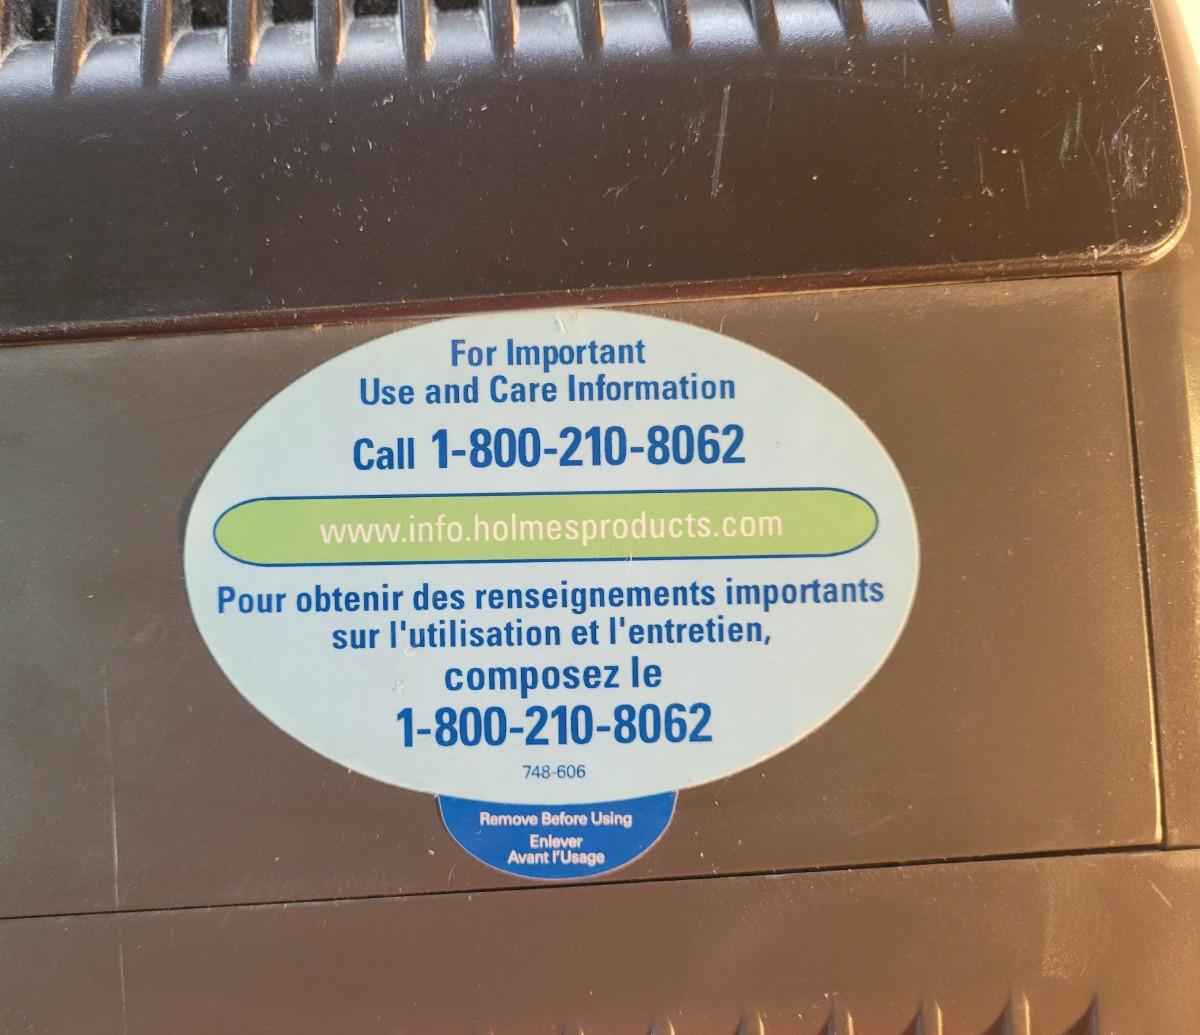 For Important
Use and Care Information
Call 1-800-210-8062
www.info.holmesproducts.com
Pour obtenir des renseignements importants
sur l'utilisation et l'entretien,
composez le
1-800-210-8062
748-606
Remove Before Using
Enlever
Avant l'Usage